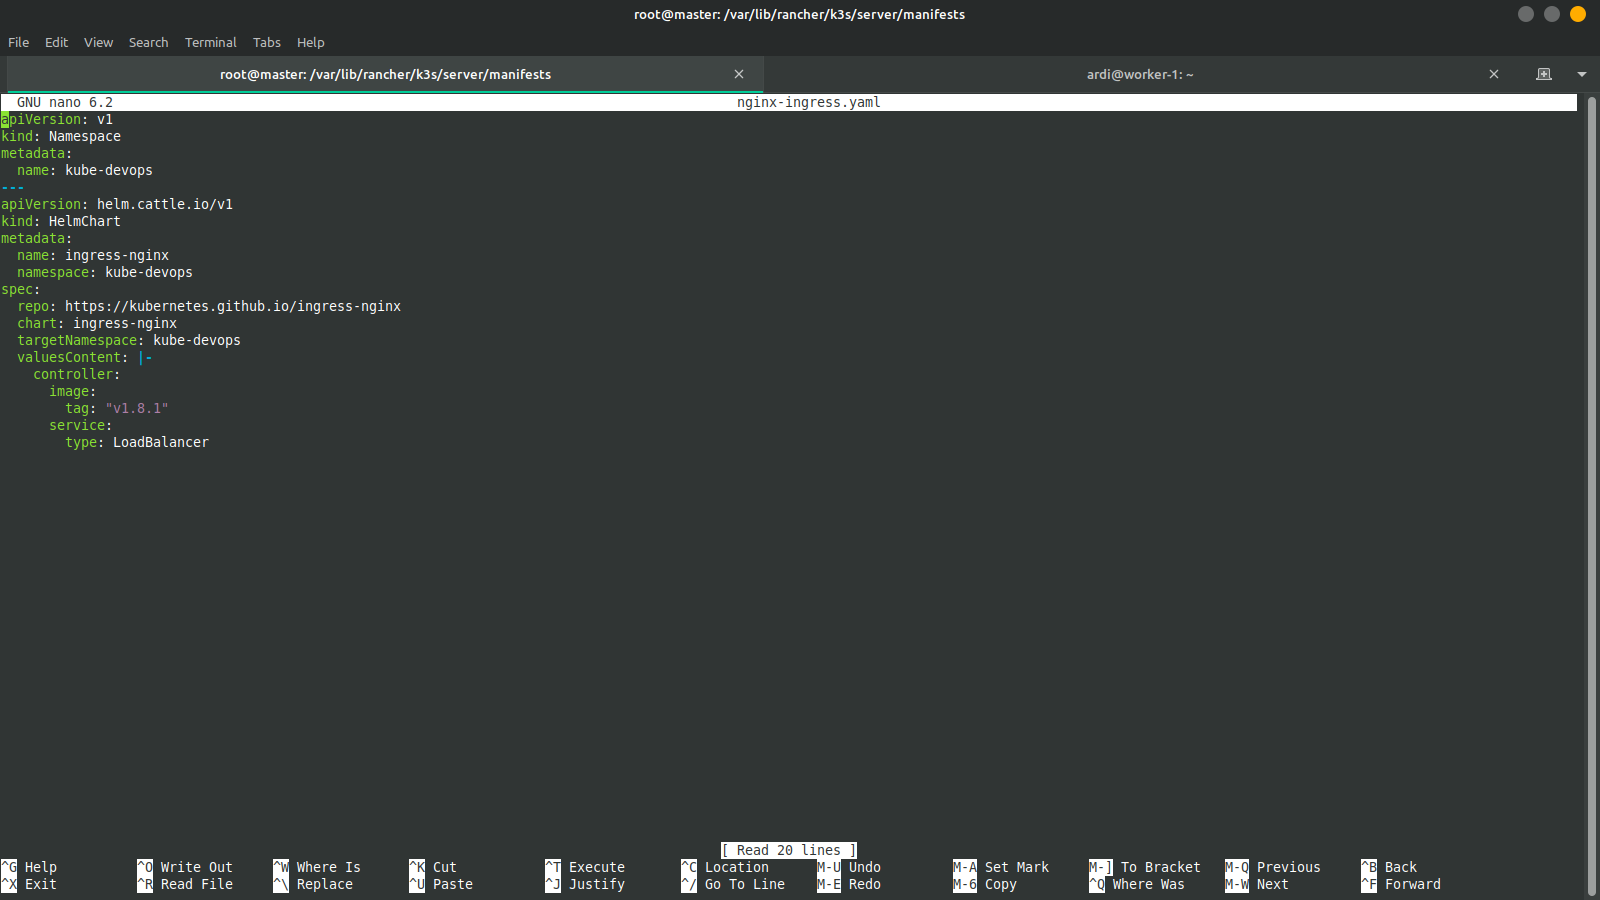 root@master: /var/lib/rancher/k3s/server/manifests
File Edit View Search Terminal Tabs Help
root@master: /var/lib/rancher/k3s/server/manifests × ardi@worker-1: ~ ×
GNU nano 6.2 nginx-ingress.yaml
apiVersion: v1
kind: Namespace
metadata:
  name: kube-devops
---
apiVersion: helm.cattle.io/v1
kind: HelmChart
metadata:
  name: ingress-nginx
  namespace: kube-devops
spec:
  repo: https://kubernetes.github.io/ingress-nginx
  chart: ingress-nginx
  targetNamespace: kube-devops
  valuesContent: |-
    controller:
      image:
        tag: "v1.8.1"
      service:
        type: LoadBalancer
[ Read 20 lines ]
^G Help ^O Write Out ^W Where Is ^K Cut ^T Execute ^C Location M-U Undo M-A Set Mark M-] To Bracket M-Q Previous ^B Back
^X Exit ^R Read File ^\ Replace ^U Paste ^J Justify ^/ Go To Line M-E Redo M-6 Copy ^Q Where Was M-W Next ^F Forward